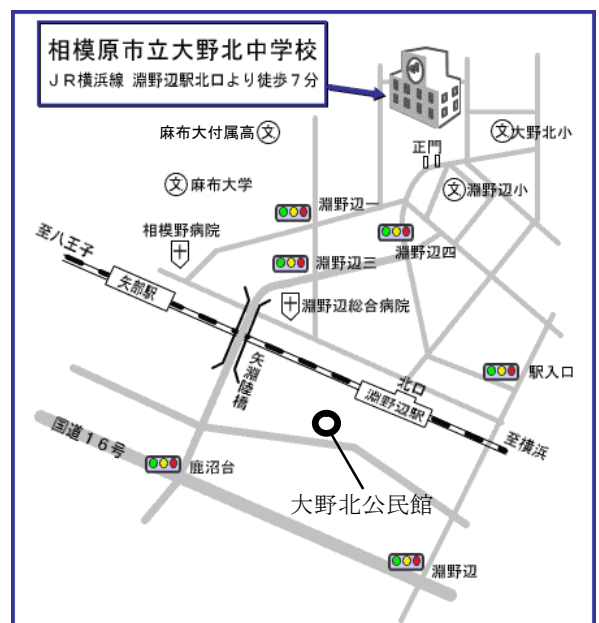 相模原市立大野北中学校
ＪＲ横浜線 淵野辺駅北口より徒歩７分
麻布大付属高
文
文
大野北小
正門
文
麻布大学
文
淵野辺小
淵野辺一
相模野病院
淵野辺四
至八王子
淵野辺三
矢部駅
淵野辺総合病院
矢淵陸橋
北口
駅入口
淵野辺駅
至横浜
国道１６号
鹿沼台
大野北公民館
淵野辺